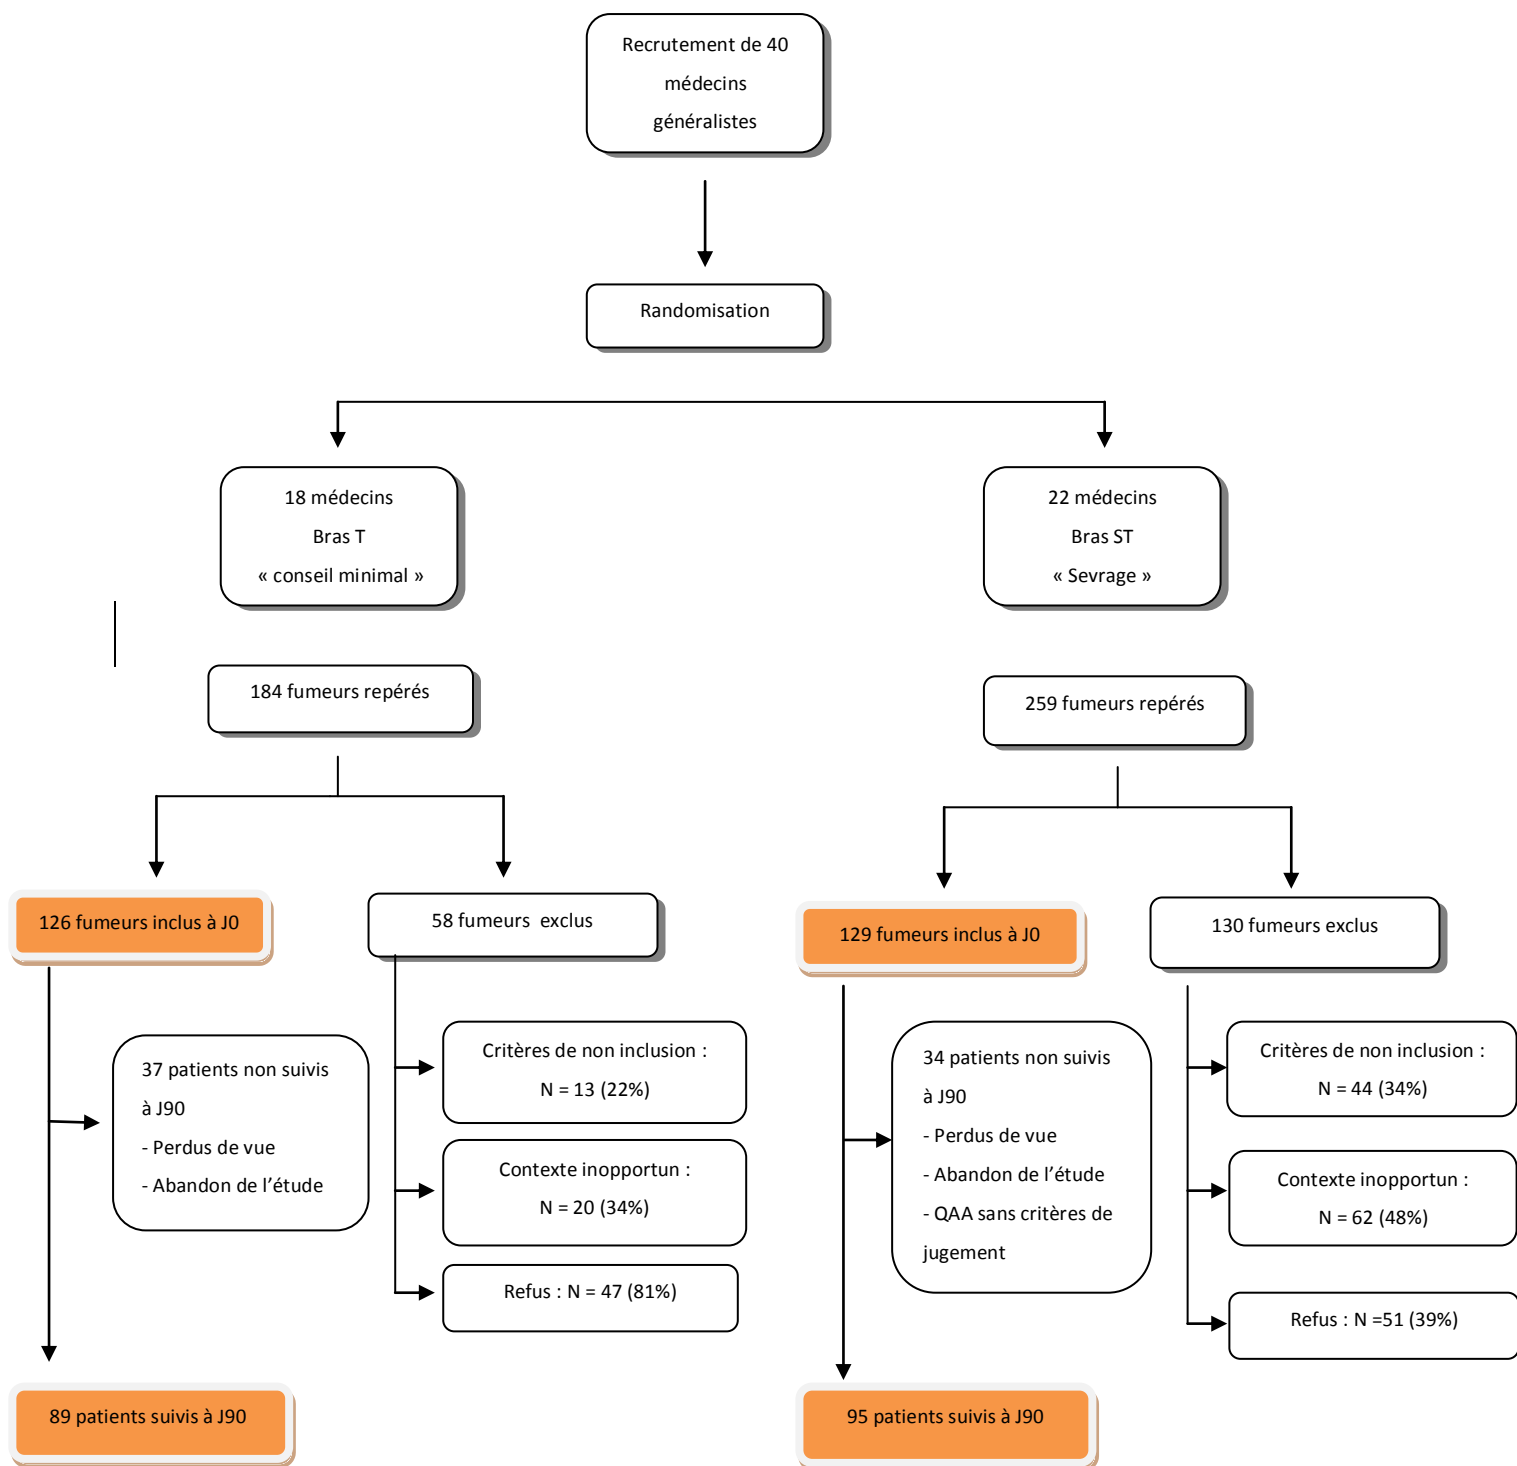 Recrutement de 40
médecins
généralistes
Randomisation
18 médecins
Bras T
« conseil minimal »
22 médecins
Bras ST
« Sevrage »
184 fumeurs repérés
259 fumeurs repérés
126 fumeurs inclus à J0
58 fumeurs exclus
129 fumeurs inclus à J0
130 fumeurs exclus
37 patients non suivis
à J90
- Perdus de vue
- Abandon de l’étude
Critères de non inclusion :
N = 13 (22%)
Contexte inopportun :
N = 20 (34%)
Refus : N = 47 (81%)
34 patients non suivis
à J90
- Perdus de vue
- Abandon de l’étude
- QAA sans critères de
jugement
Critères de non inclusion :
N = 44 (34%)
Contexte inopportun :
N = 62 (48%)
Refus : N =51 (39%)
89 patients suivis à J90
95 patients suivis à J90